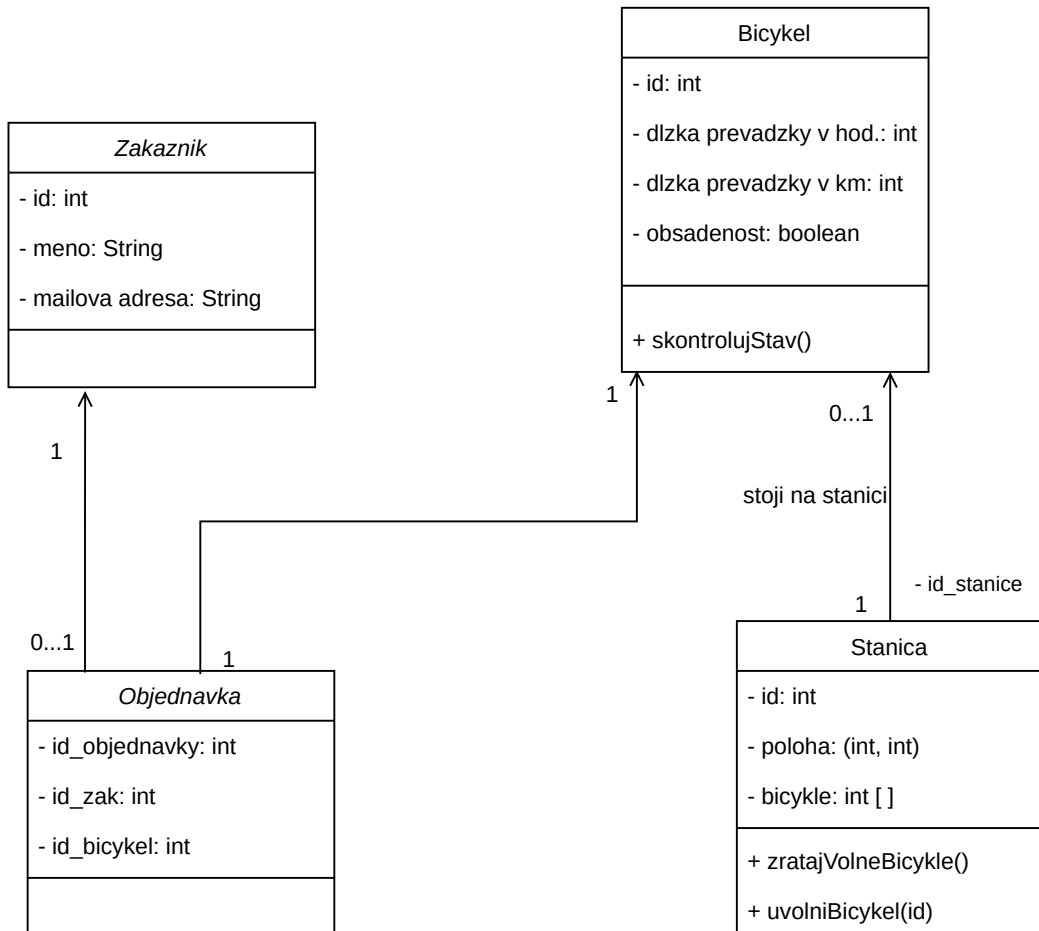 Bicykel
- id: int
- dlzka prevadzky v hod.: int
- dlzka prevadzky v km: int
- obsadenost: boolean
+ skontrolujStav()
Zakaznik
- id: int
- meno: String
- mailova adresa: String
1
1
0...1
stoji na stanici
- id_stanice
1
0...1
1
Objednavka
- id_objednavky: int
- id_zak: int
- id_bicykel: int
Stanica
- id: int
- poloha: (int, int)
- bicykle: int [ ]
+ zratajVolneBicykle()
+ uvolniBicykel(id)